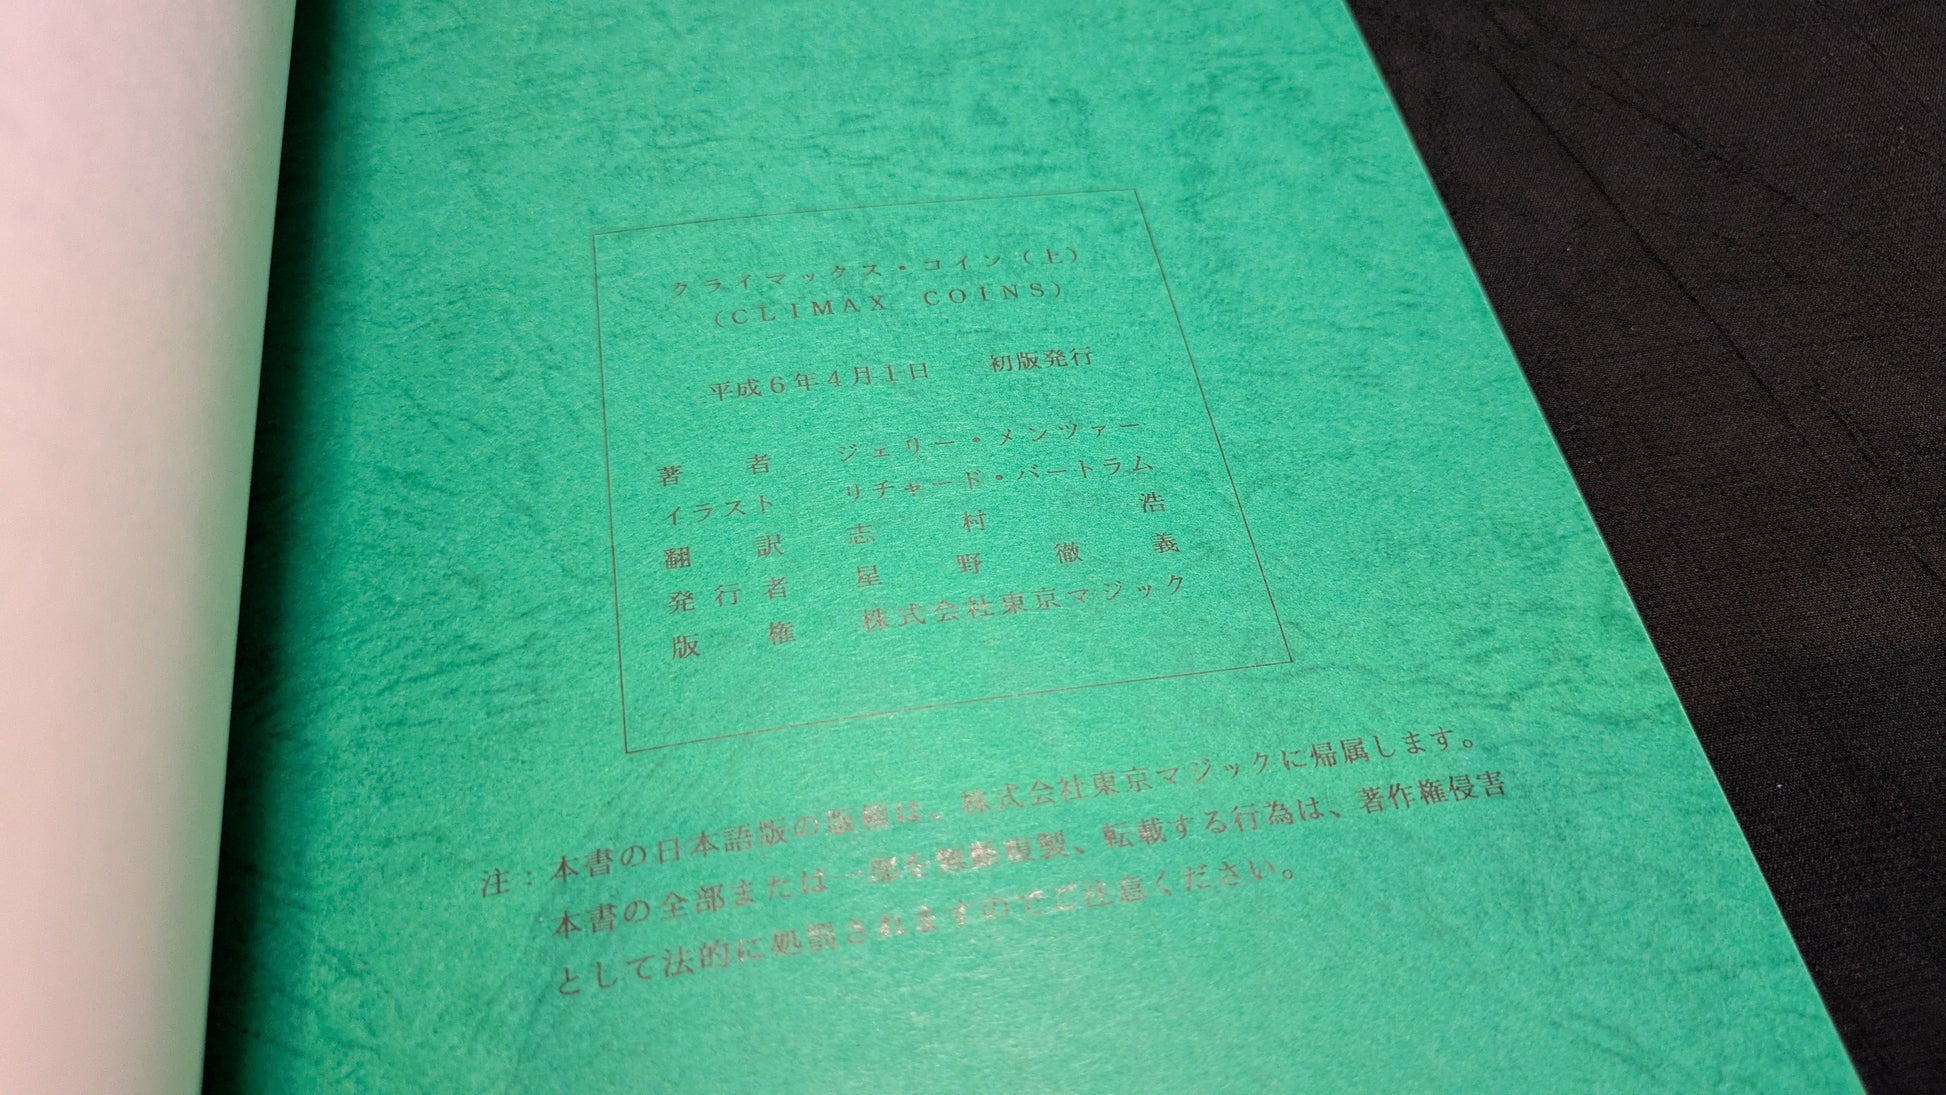 クライマックス・コイン（上）
（CLIMAX COINS）
平成６年４月１日　初版発行
著者　ジェリー・メンツァー
イラスト　リチャード・バートラム
翻訳　志村浩
発行者　星野徹義
版権　株式会社東京マジック
注：本書の日本語版の版権は、株式会社東京マジックに帰属します。
本書の全部または一部を無断複製、転載する行為は、著作権侵害
として法的に処罰されますのでご注意ください。